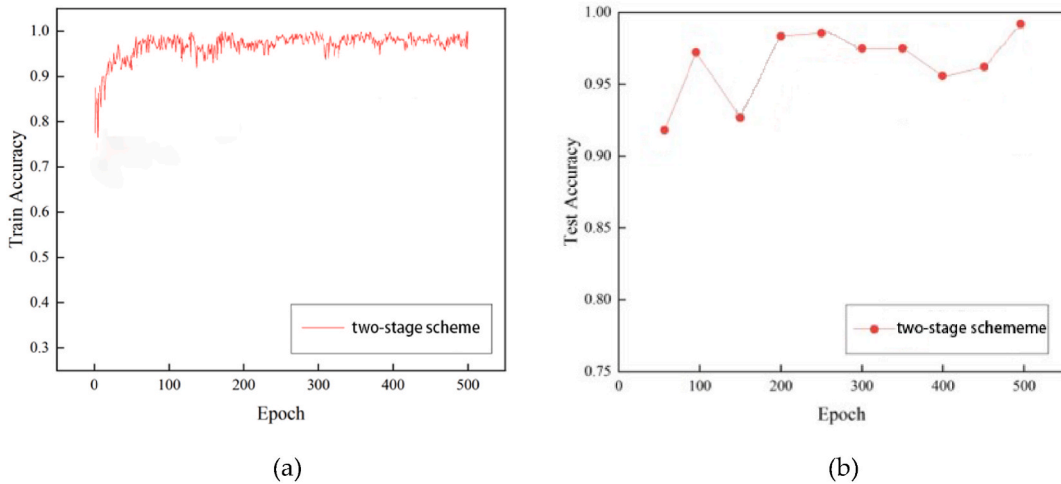 1.0
0.9
0.8
0.7
0.6
0.5
0.4
0.3
Train Accuracy
two-stage scheme
0 100 200 300 400 500
Epoch
(a)
1.00
0.95
0.90
0.85
0.80
0.75
Test Accuracy
two-stage schememe
0 100 200 300 400 500
Epoch
(b)